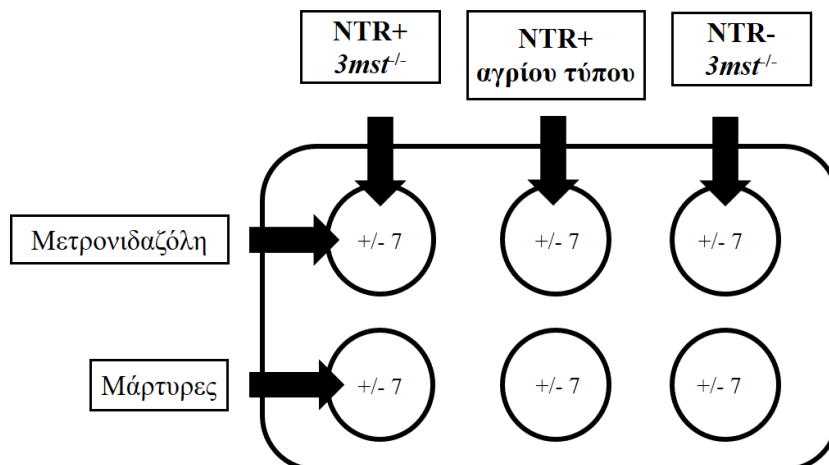 NTR+
3mst-/-
NTR+
αγρίου τύπου
NTR-
3mst-/-
Μετρονιδαζόλη
+/- 7
+/- 7
+/- 7
Μάρτυρες
+/- 7
+/- 7
+/- 7